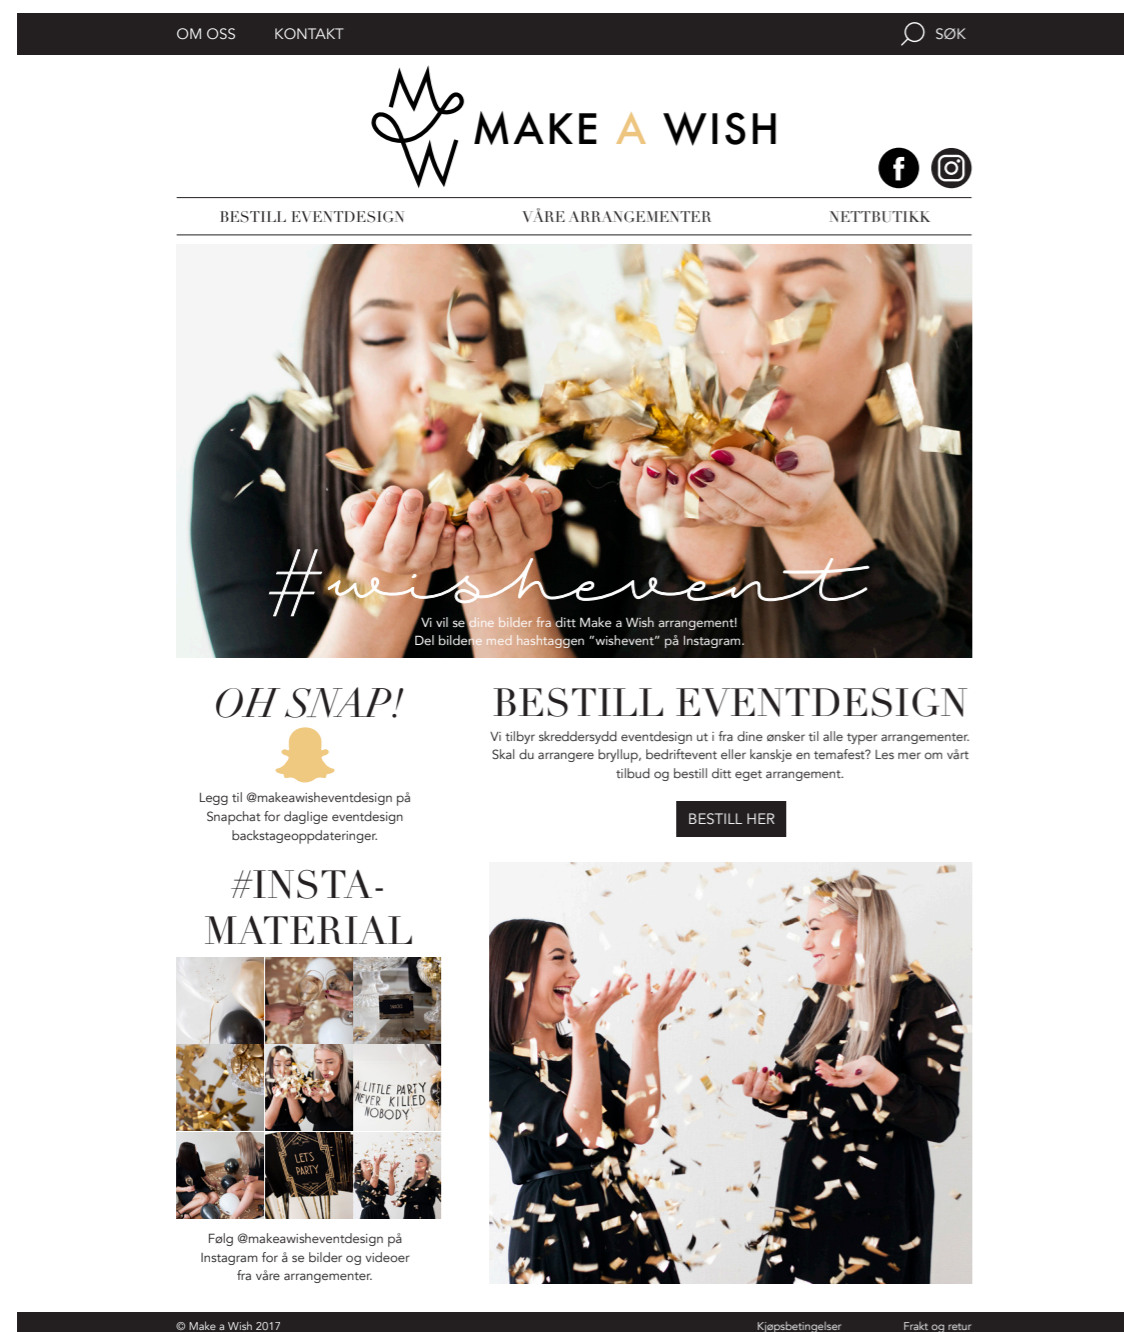 OM OSS KONTAKT SØK
MW MAKE A WISH
BESTILL EVENTDESIGN VÅRE ARRANGEMENTER NETTBUTIKK
#wishevent
Vi vil se dine bilder fra ditt Make a Wish arrangement!
Del bildene med hashtaggen ”wishevent” på Instagram.
OH SNAP!
Legg til @makeawisheventdesign på
Snapchat for daglige eventdesign
backstageoppdateringer.
BESTILL EVENTDESIGN
Vi tilbyr skreddersydd eventdesign ut i fra dine ønsker til alle typer arrangementer.
Skal du arrangere bryllup, bedriftevent eller kanskje en temafest? Les mer om vårt
tilbud og bestill ditt eget arrangement.
BESTILL HER
#INSTA-
MATERIAL
A LITTLE PARTY
NEVER KILLED
NOBODY
LET'S
PARTY
Følg @makeawisheventdesign på
Instagram for å se bilder og videoer
fra våre arrangementer.
© Make a Wish 2017 Kjøpsbetingelser Frakt og retur